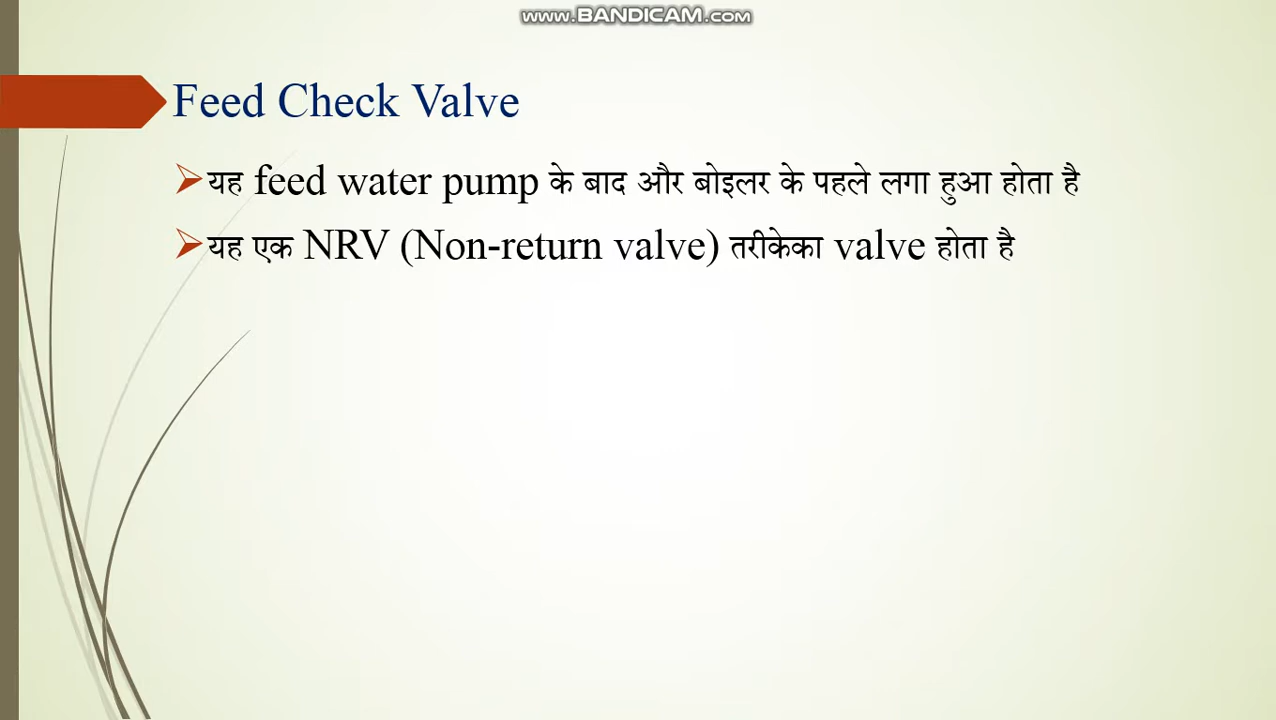 www.BANDICAM.com
Feed Check Valve
यह feed water pump के बाद और बोइलर के पहले लगा हुआ होता है
यह एक NRV (Non-return valve) तरीकेका valve होता है